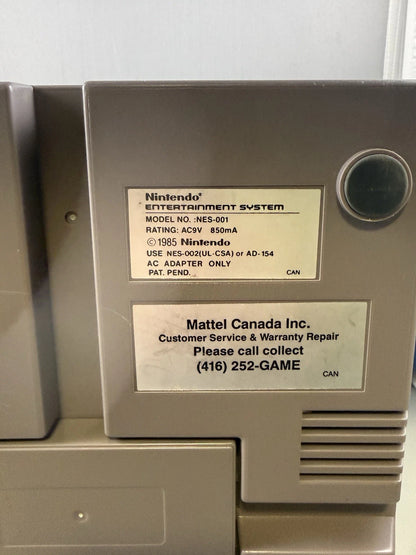 Nintendo®
ENTERTAINMENT SYSTEM
MODEL NO. :NES-001
RATING: AC9V 850mA
©1985 Nintendo
USE NES-002(UL·CSA) or AD-154
AC ADAPTER ONLY
PAT. PEND. CAN
Mattel Canada Inc.
Customer Service & Warranty Repair
Please call collect
(416) 252-GAME
CAN